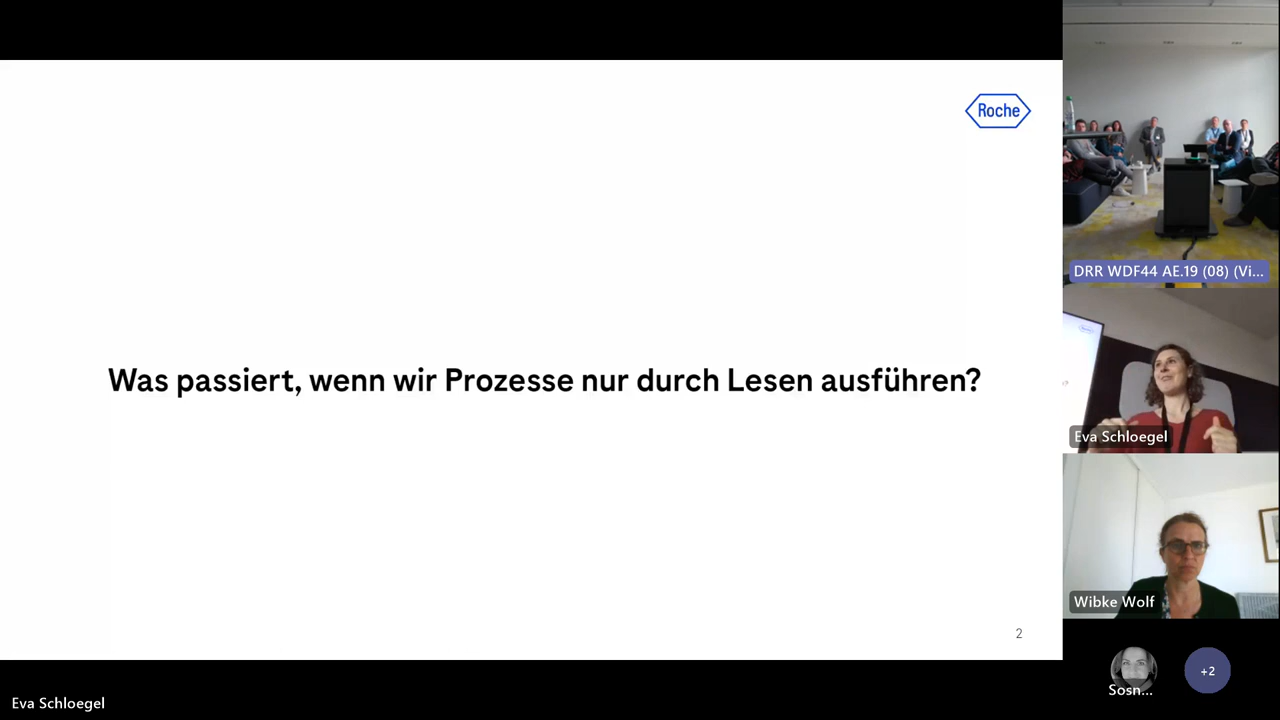 Roche
Was passiert, wenn wir Prozesse nur durch Lesen ausführen?
2
Eva Schloegel
DRR WDF44 AE.19 (08) (Vi...
Eva Schloegel
Wibke Wolf
Sosn...
+2